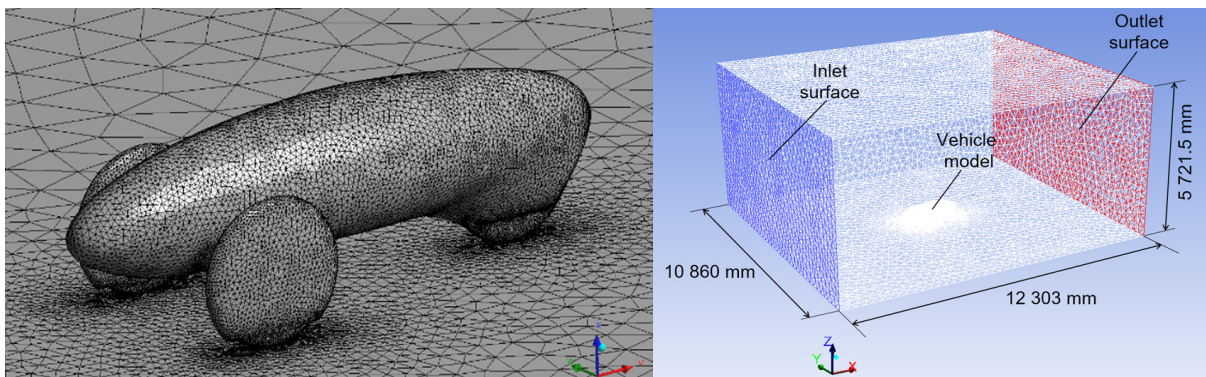 Inlet
surface
Outlet
surface
Vehicle
model
5 721.5 mm
10 860 mm
12 303 mm
Z
Y
X